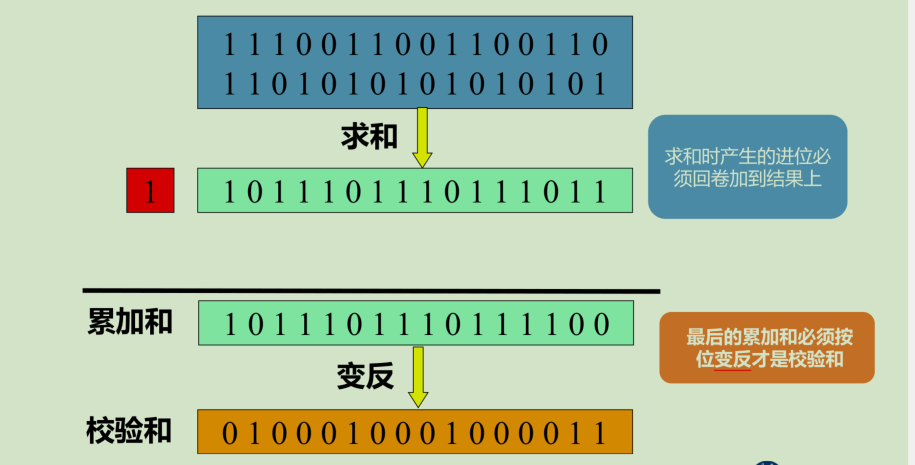 1 1 1 0 0 1 1 0 0 1 1 0 0 1 1 0
1 1 0 1 0 1 0 1 0 1 0 1 0 1 0 1
求和
求时产生的进位必
须回卷加到结果上
1
1 0 1 1 1 0 1 1 1 0 1 1 1 0 1 1
累加和
1 0 1 1 1 0 1 1 1 0 1 1 1 1 0 0
最后的累加和必须按
位变反才是校验和
变反
校验和
0 1 0 0 0 1 0 0 0 1 0 0 0 0 1 1